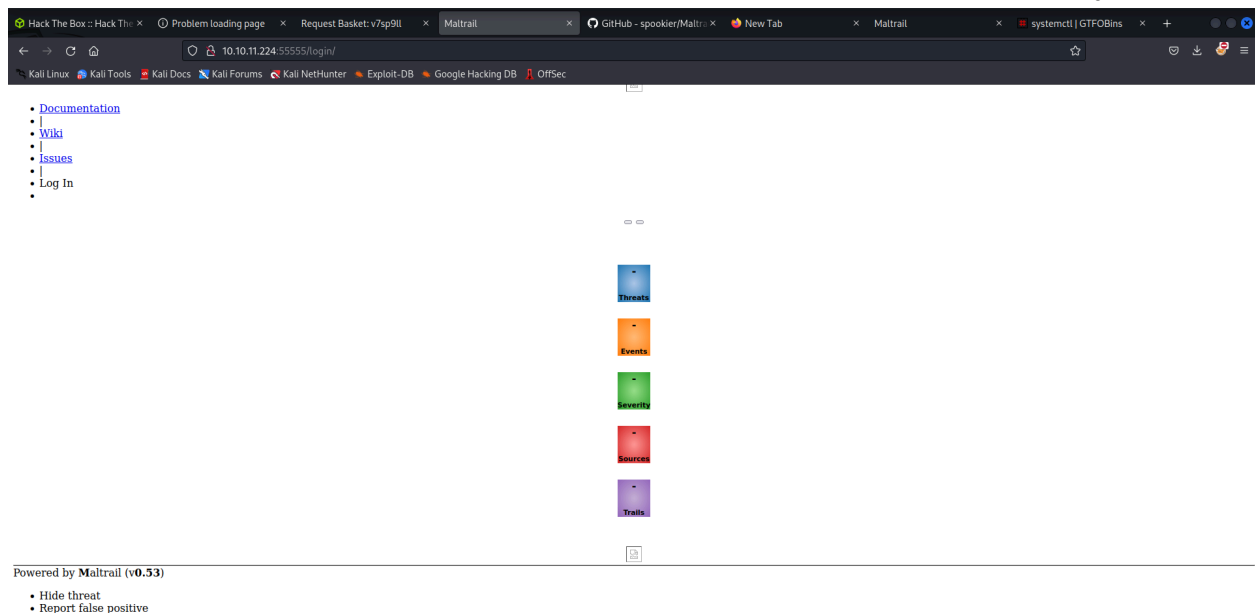 Hack The Box :: Hack The
Problem loading page
Request Basket: v7sp9ll
Maltrail
GitHub - spookier/Maltra
New Tab
Maltrail
systemctl | GTFOBins
10.10.11.224:55555/login/
Kali Linux
Kali Tools
Kali Docs
Kali Forums
Kali NetHunter
Exploit-DB
Google Hacking DB
OffSec
• Documentation
• |
• Wiki
• |
• Issues
• |
• Log In
•
-
Threats
-
Events
-
Severity
-
Sources
-
Trails
Powered by Maltrail (v0.53)
• Hide threat
• Report false positive